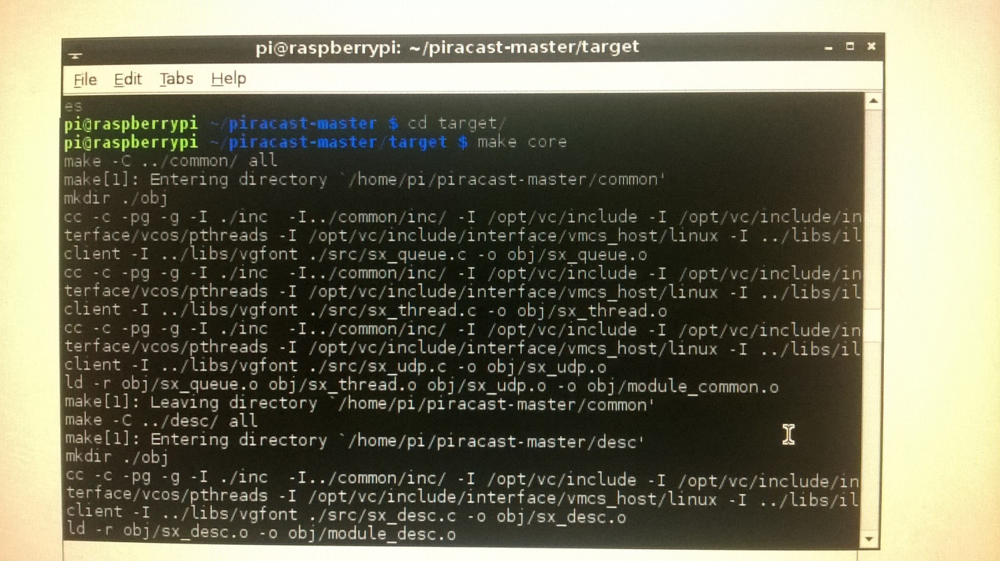 pi@raspberrypi: ~/piracast-master/target
File Edit Tabs Help
es
pi@raspberrypi ~/piracast-master $ cd target/
pi@raspberrypi ~/piracast-master/target $ make core
make -C ../common/ all
make[1]: Entering directory `/home/pi/piracast-master/common'
mkdir ./obj
cc -c -pg -g -I ./inc  -I../common/inc/ -I /opt/vc/include -I /opt/vc/include/in
terface/vcos/pthreads -I /opt/vc/include/interface/vmcs_host/linux -I ../libs/il
client -I ../libs/vgfont ./src/sx_queue.c -o obj/sx_queue.o
cc -c -pg -g -I ./inc  -I../common/inc/ -I /opt/vc/include -I /opt/vc/include/in
terface/vcos/pthreads -I /opt/vc/include/interface/vmcs_host/linux -I ../libs/il
client -I ../libs/vgfont ./src/sx_thread.c -o obj/sx_thread.o
cc -c -pg -g -I ./inc  -I../common/inc/ -I /opt/vc/include -I /opt/vc/include/in
terface/vcos/pthreads -I /opt/vc/include/interface/vmcs_host/linux -I ../libs/il
client -I ../libs/vgfont ./src/sx_udp.c -o obj/sx_udp.o
ld -r obj/sx_queue.o obj/sx_thread.o obj/sx_udp.o -o obj/module_common.o
make[1]: Leaving directory `/home/pi/piracast-master/common'
make -C ../desc/ all
make[1]: Entering directory `/home/pi/piracast-master/desc'
mkdir ./obj
cc -c -pg -g -I ./inc  -I../common/inc/ -I /opt/vc/include -I /opt/vc/include/in
terface/vcos/pthreads -I /opt/vc/include/interface/vmcs_host/linux -I ../libs/il
client -I ../libs/vgfont ./src/sx_desc.c -o obj/sx_desc.o
ld -r obj/sx_desc.o -o obj/module_desc.o